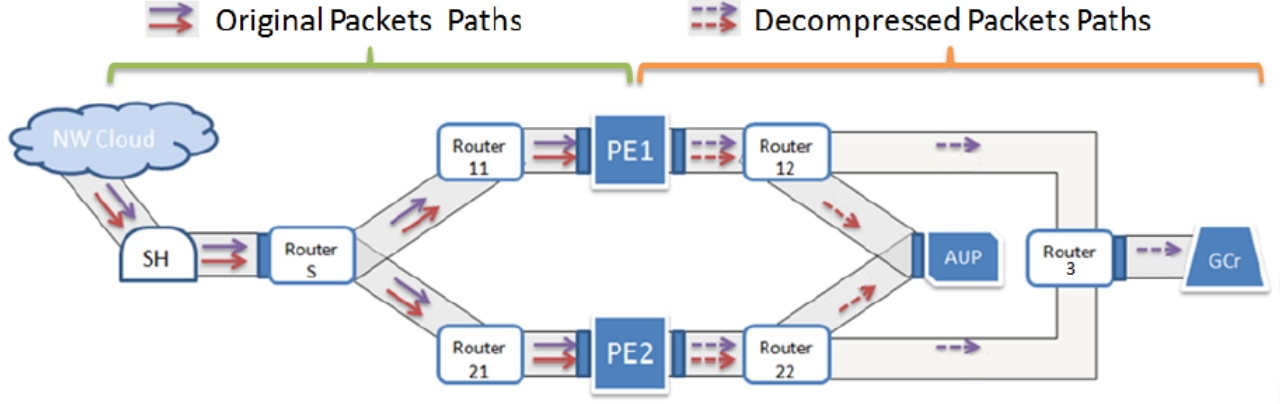 Original Packets Paths
Decompressed Packets Paths
NW Cloud
SH
Router
S
Router
11
PE1
Router
12
Router
21
PE2
Router
22
AUP
Router
3
GCr